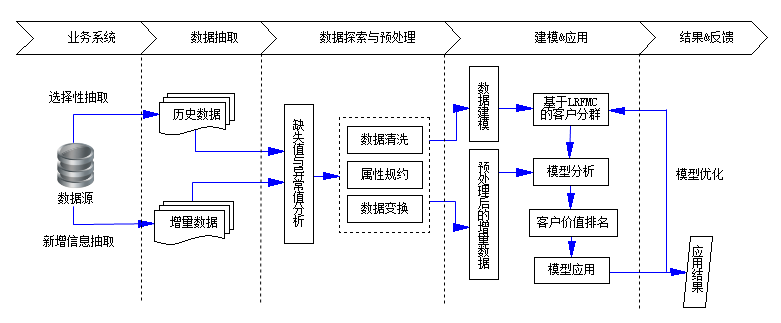 业务系统
数据抽取
数据探索与预处理
建模&应用
结果&反馈
选择性抽取
历史数据
数据源
新增信息抽取
增量数据
缺失值与异常值分析
数据清洗
属性规约
数据变换
数据建模
预处理后的增量数据
基于LRFMC
的客户分群
模型分析
客户价值排名
模型应用
模型优化
应用结果